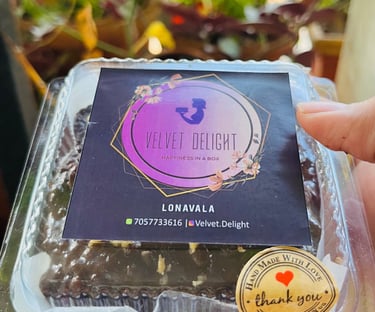 VELVET DELIGHT
HAPPINESS IN A BOX
LONAVALA
7057733616 | Velvet.Delight
HAND MADE WITH LOVE
thank you